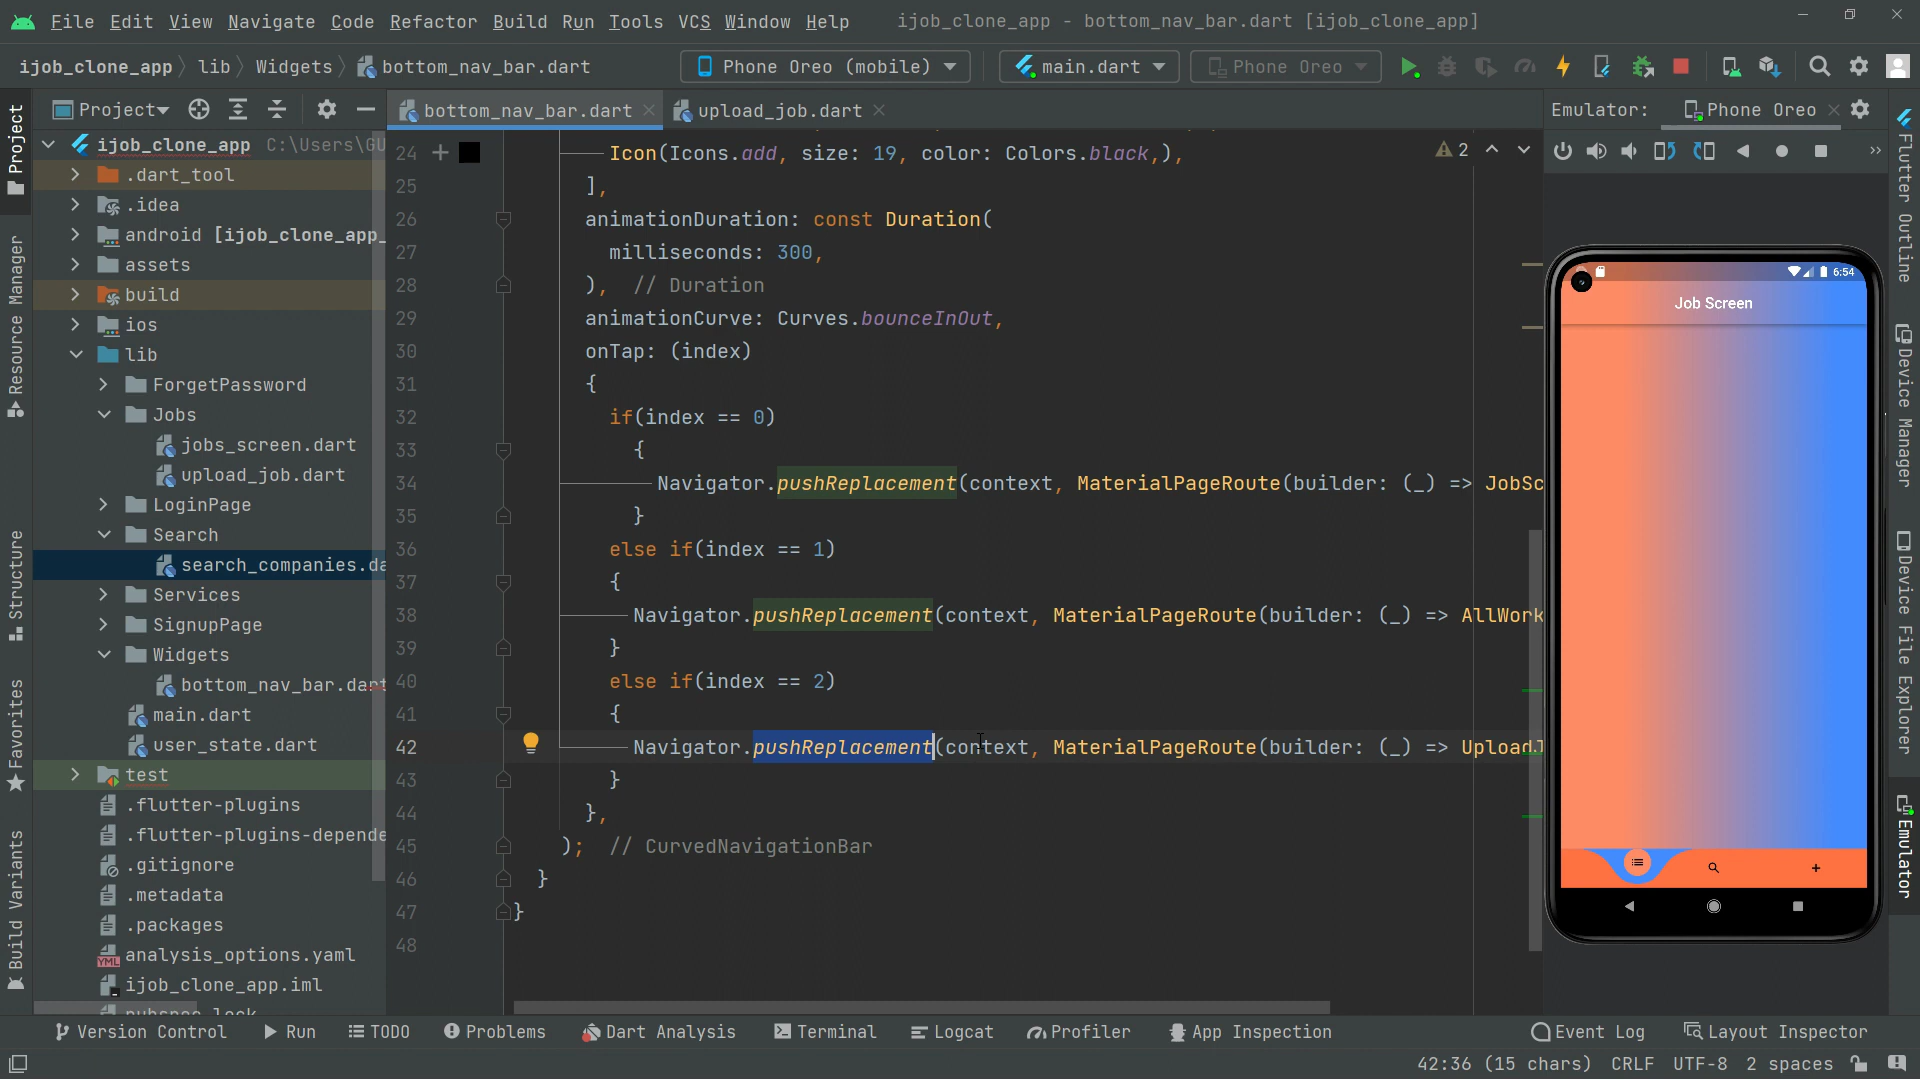 File Edit View Navigate Code Refactor Build Run Tools VCS Window Help ijob_clone_app - bottom_nav_bar.dart [ijob_clone_app]
ijob_clone_app lib Widgets bottom_nav_bar.dart Phone Oreo (mobile) main.dart Phone Oreo
Project bottom_nav_bar.dart upload_job.dart Emulator: Phone Oreo
ijob_clone_app C:\Users\GU
.dart_tool
.idea
android [ijob_clone_app_
assets
build
ios
lib
ForgetPassword
Jobs
jobs_screen.dart
upload_job.dart
LoginPage
Search
search_companies.da
Services
SignupPage
Widgets
bottom_nav_bar.dart
main.dart
user_state.dart
test
.flutter-plugins
.flutter-plugins-depende
.gitignore
.metadata
.packages
analysis_options.yaml
ijob_clone_app.iml
pubspec.lock
Project
Resource Manager
Structure
Favorites
Build Variants
24 Icon(Icons.add, size: 19, color: Colors.black,),
25 ],
26 animationDuration: const Duration(
27 milliseconds: 300,
28 ), // Duration
29 animationCurve: Curves.bounceInOut,
30 onTap: (index)
31 {
32 if(index == 0)
33 {
34 Navigator.pushReplacement(context, MaterialPageRoute(builder: (_) => JobSc
35 }
36 else if(index == 1)
37 {
38 Navigator.pushReplacement(context, MaterialPageRoute(builder: (_) => AllWork
39 }
40 else if(index == 2)
41 {
42 Navigator.pushReplacement(context, MaterialPageRoute(builder: (_) => UploadJ
43 }
44 },
45 ); // CurvedNavigationBar
46 }
47 }
48
2
6:54
Job Screen
Flutter Outline
Device Manager
Device File Explorer
Emulator
Version Control Run TODO Problems Dart Analysis Terminal Logcat Profiler App Inspection Event Log Layout Inspector
42:36 (15 chars) CRLF UTF-8 2 spaces